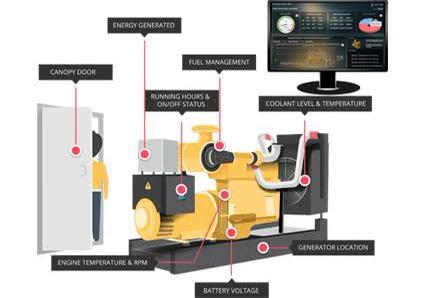 ENERGY GENERATED
FUEL MANAGEMENT
CANOPY DOOR
RUNNING HOURS &
ON/OFF STATUS
COOLANT LEVEL & TEMPERATURE
GENERATOR LOCATION
ENGINE TEMPERATURE & RPM
BATTERY VOLTAGE